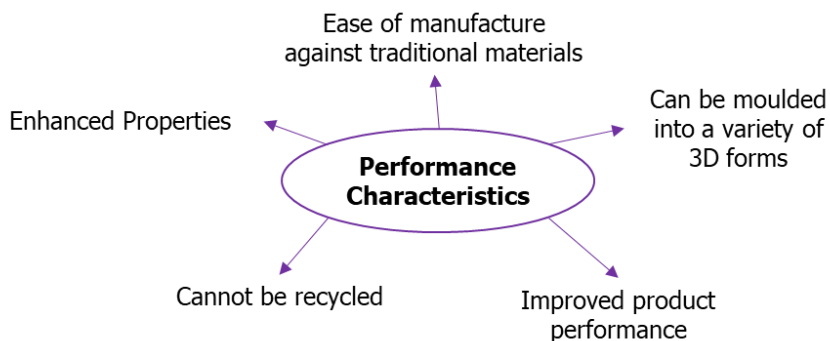 Ease of manufacture
against traditional materials
Enhanced Properties
Can be moulded
into a variety of
3D forms
Performance
Characteristics
Cannot be recycled
Improved product
performance